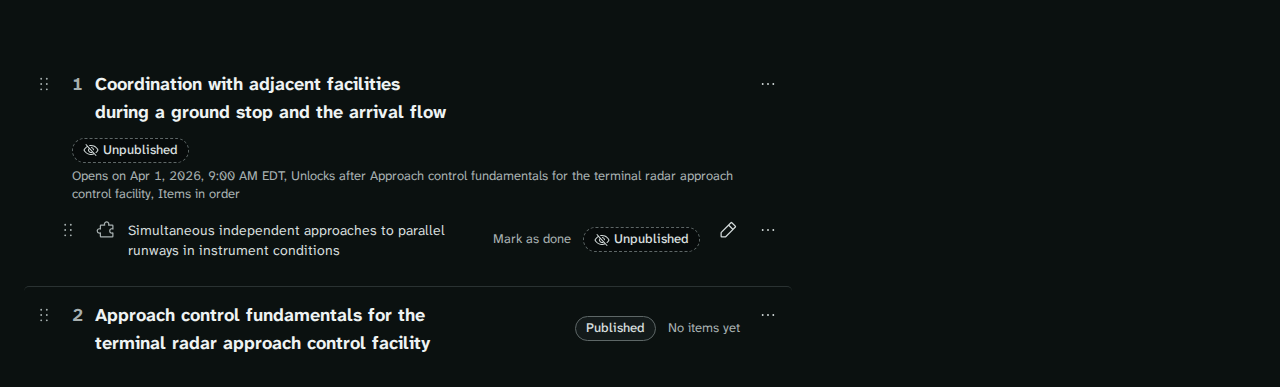 1 Coordination with adjacent facilities
during a ground stop and the arrival flow
Unpublished
Opens on Apr 1, 2026, 9:00 AM EDT, Unlocks after Approach control fundamentals for the terminal radar approach
control facility, Items in order
Simultaneous independent approaches to parallel
runways in instrument conditions
Mark as done
Unpublished
2 Approach control fundamentals for the
terminal radar approach control facility
Published
No items yet